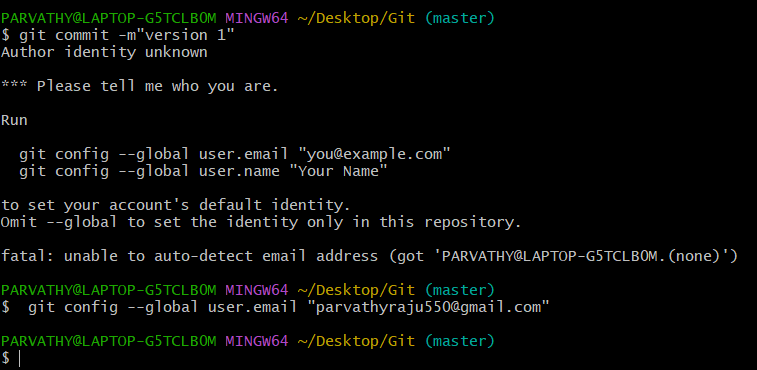 PARVATHY@LAPTOP-G5TCLB0M MINGW64 ~/Desktop/Git (master)
$ git commit -m"version 1"
Author identity unknown
*** Please tell me who you are.
Run
  git config --global user.email "you@example.com"
  git config --global user.name "Your Name"
to set your account's default identity.
Omit --global to set the identity only in this repository.
fatal: unable to auto-detect email address (got 'PARVATHY@LAPTOP-G5TCLB0M.(none)')
PARVATHY@LAPTOP-G5TCLB0M MINGW64 ~/Desktop/Git (master)
$  git config --global user.email "parvathyraju550@gmail.com"
PARVATHY@LAPTOP-G5TCLB0M MINGW64 ~/Desktop/Git (master)
$